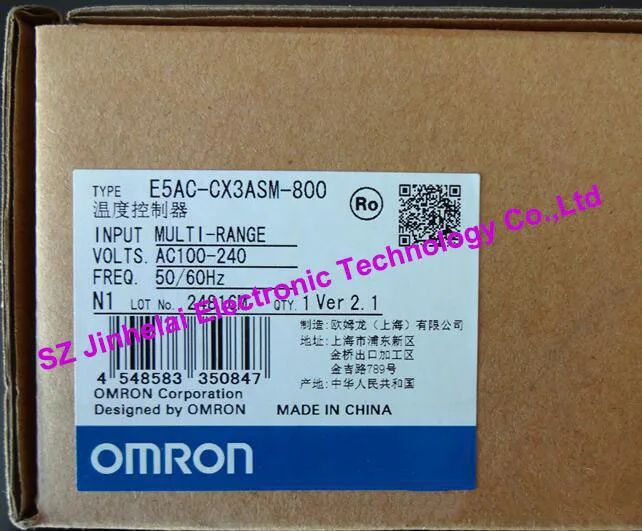 TYPE E5AC-CX3ASM-800
温度控制器
Ro
INPUT MULTI-RANGE
VOLTS. AC100-240
FREQ. 50/60Hz
N1 LOT No. 24816M QTY. 1 Ver 2.1
制造: 欧姆龙（上海）有限公司
地址: 上海市浦东新区
金桥出口加工区
金吉路789号
产地: 中华人民共和国
4 548583 350847
OMRON Corporation
Designed by OMRON MADE IN CHINA
OMRON
SZ Jinhelai Electronic Technology Co.,Ltd